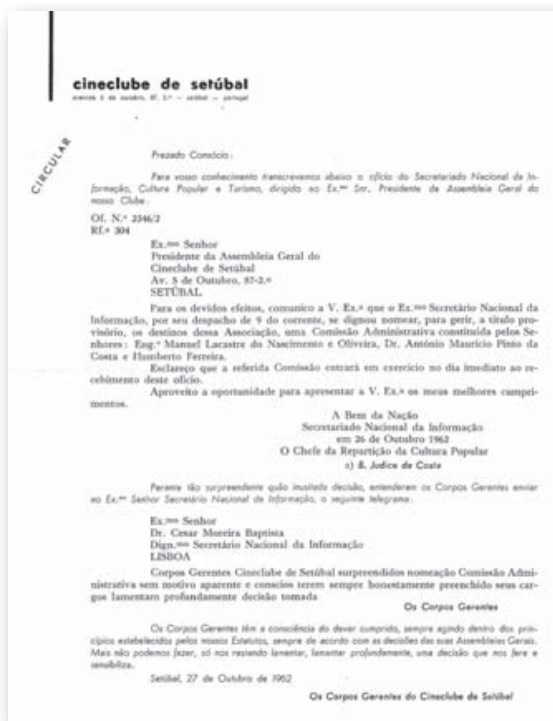 cineclube de setúbal
avenida 5 de outubro, 87, 2.º — setúbal — portugal
CIRCULAR
Prezado Consócio:
Para vosso conhecimento transcrevemos abaixo o ofício do Secretariado Nacional da In-
formação, Cultura Popular e Turismo, dirigido ao Ex.mo Snr. Presidente da Assembleia Geral do
nosso Clube:
Of. N.º 2346/2
Rf.ª 304
Ex.mo Senhor
Presidente da Assembleia Geral do
Cineclube de Setúbal
Av. 5 de Outubro, 87-2.º
SETÚBAL
Para os devidos efeitos, comunico a V. Ex.ª que o Ex.mo Secretário Nacional da
Informação, por seu despacho de 9 do corrente, se dignou nomear, para gerir, a título pro-
visório, os destinos dessa Associação, uma Comissão Administrativa constituída pelos Se-
nhores: Eng.º Manuel Lacastre do Nascimento e Oliveira, Dr. António Maurício Pinto da
Costa e Humberto Ferreira.
Esclareço que a referida Comissão entrará em exercício no dia imediato ao re-
cebimento deste ofício.
Aproveito a oportunidade para apresentar a V. Ex.ª os meus melhores cumpri-
mentos.
A Bem da Nação
Secretariado Nacional da Informação
em 26 de Outubro 1962
O Chefe da Repartição da Cultura Popular
a) B. Judice da Costa
Perante tão surpreendente quão inusitada decisão, entenderam os Corpos Gerentes enviar
ao Ex.mo Senhor Secretário Nacional de Informação, o seguinte telegrama:
Ex.mo Senhor
Dr. Cesar Moreira Baptista
Dign.mo Secretário Nacional da Informação
LISBOA
Corpos Gerentes Cineclube de Setúbal surpreendidos nomeação Comissão Admi-
nistrativa sem motivo aparente e conscios terem sempre honestamente preenchido seus car-
gos lamentam profundamente decisão tomada
Os Corpos Gerentes
Os Corpos Gerentes têm a consciência do dever cumprido, sempre agindo dentro dos prin-
cípios estabelecidos pelos nossos Estatutos, sempre de acordo com as decisões das suas Assembleias Gerais.
Mais não podemos fazer, só nos restando lamentar, lamentar profundamente, uma decisão que nos fere e
sensibiliza.
Setúbal, 27 de Outubro de 1962
Os Corpos Gerentes do Cineclube de Setúbal